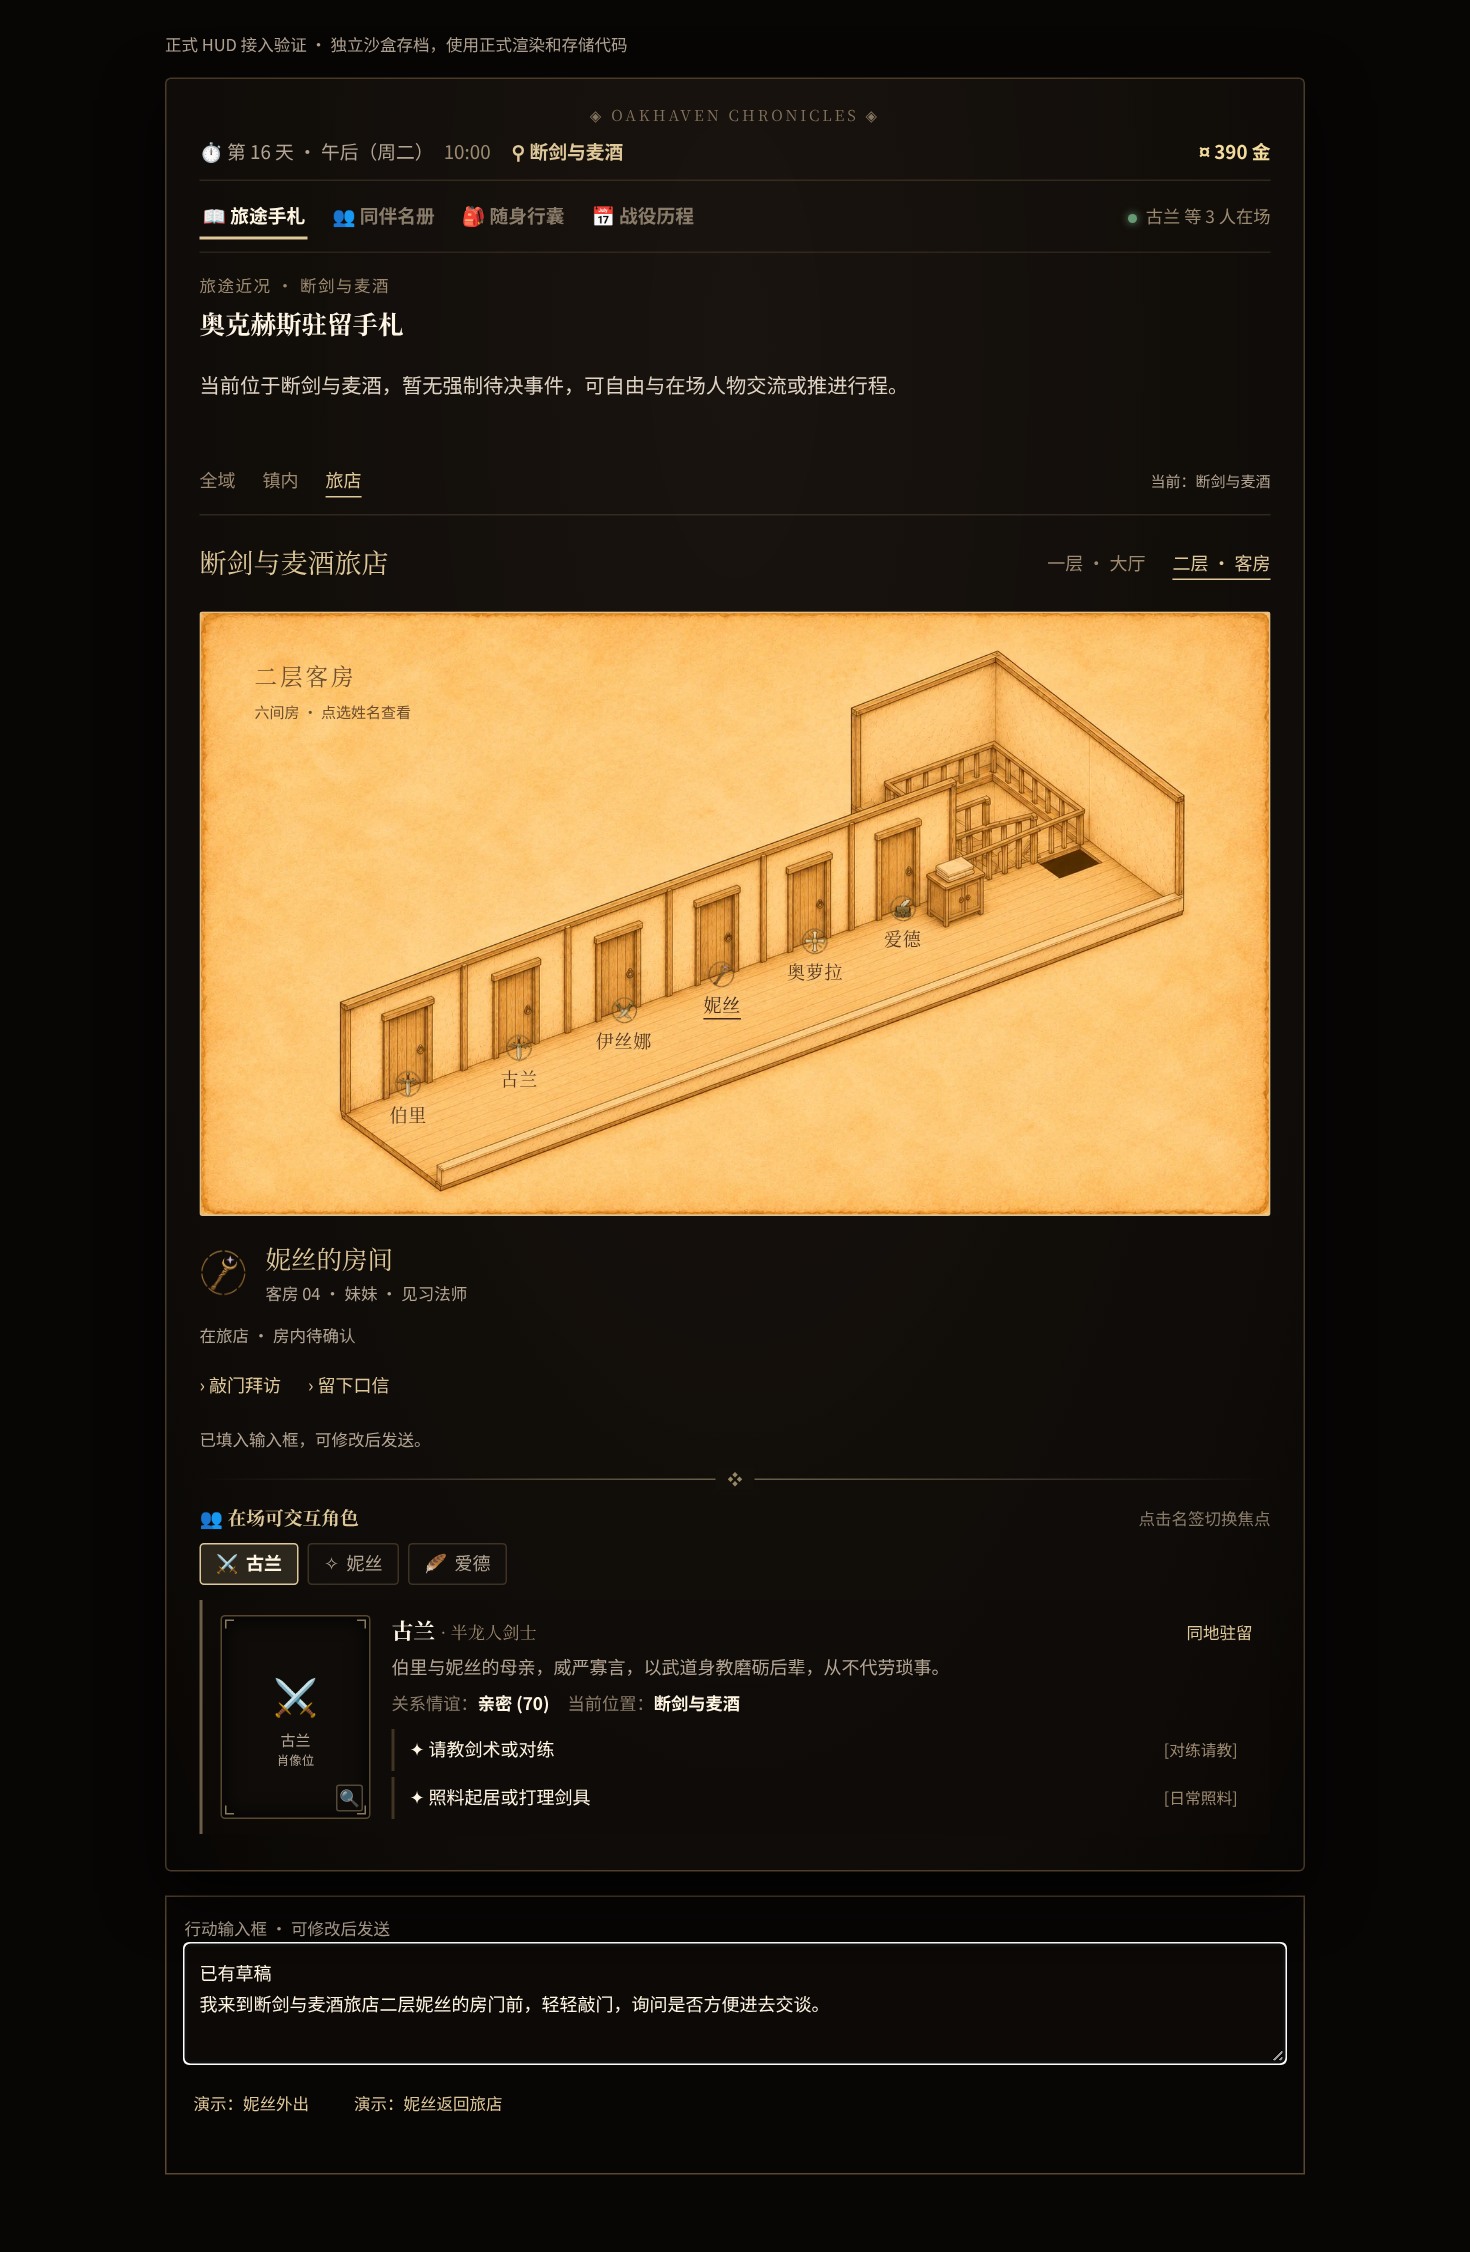 正式 HUD 接入验证 · 独立沙盒存档，使用正式渲染和存储代码
◈ OAKHAVEN CHRONICLES ◈
⏱️ 第 16 天 · 午后（周二） 10:00 ⚲ 断剑与麦酒 ¤ 390 金
📖 旅途手札 👥 同伴名册 🎒 随身行囊 📅 战役历程 古兰 等 3 人在场
旅途近况 · 断剑与麦酒
奥克赫斯驻留手札
当前位于断剑与麦酒，暂无强制待决事件，可自由与在场人物交流或推进行程。
全域 镇内 旅店 当前：断剑与麦酒
断剑与麦酒旅店 一层 · 大厅 二层 · 客房
二层客房
六间房 · 点选姓名查看
爱德
奥萝拉
妮丝
伊丝娜
古兰
伯里
妮丝的房间
客房 04 · 妹妹 · 见习法师
在旅店 · 房内待确认
› 敲门拜访 › 留下口信
已填入输入框，可修改后发送。
👥 在场可交互角色 点击名签切换焦点
⚔️ 古兰 ✧ 妮丝 🪶 爱德
古兰 · 半龙人剑士 同地驻留
伯里与妮丝的母亲，威严寡言，以武道身教磨砺后辈，从不代劳琐事。
关系情谊：亲密 (70) 当前位置：断剑与麦酒
古兰
肖像位
✦ 请教剑术或对练 [对练请教]
✦ 照料起居或打理剑具 [日常照料]
行动输入框 · 可修改后发送
已有草稿
我来到断剑与麦酒旅店二层妮丝的房门前，轻轻敲门，询问是否方便进去交谈。
演示：妮丝外出 演示：妮丝返回旅店